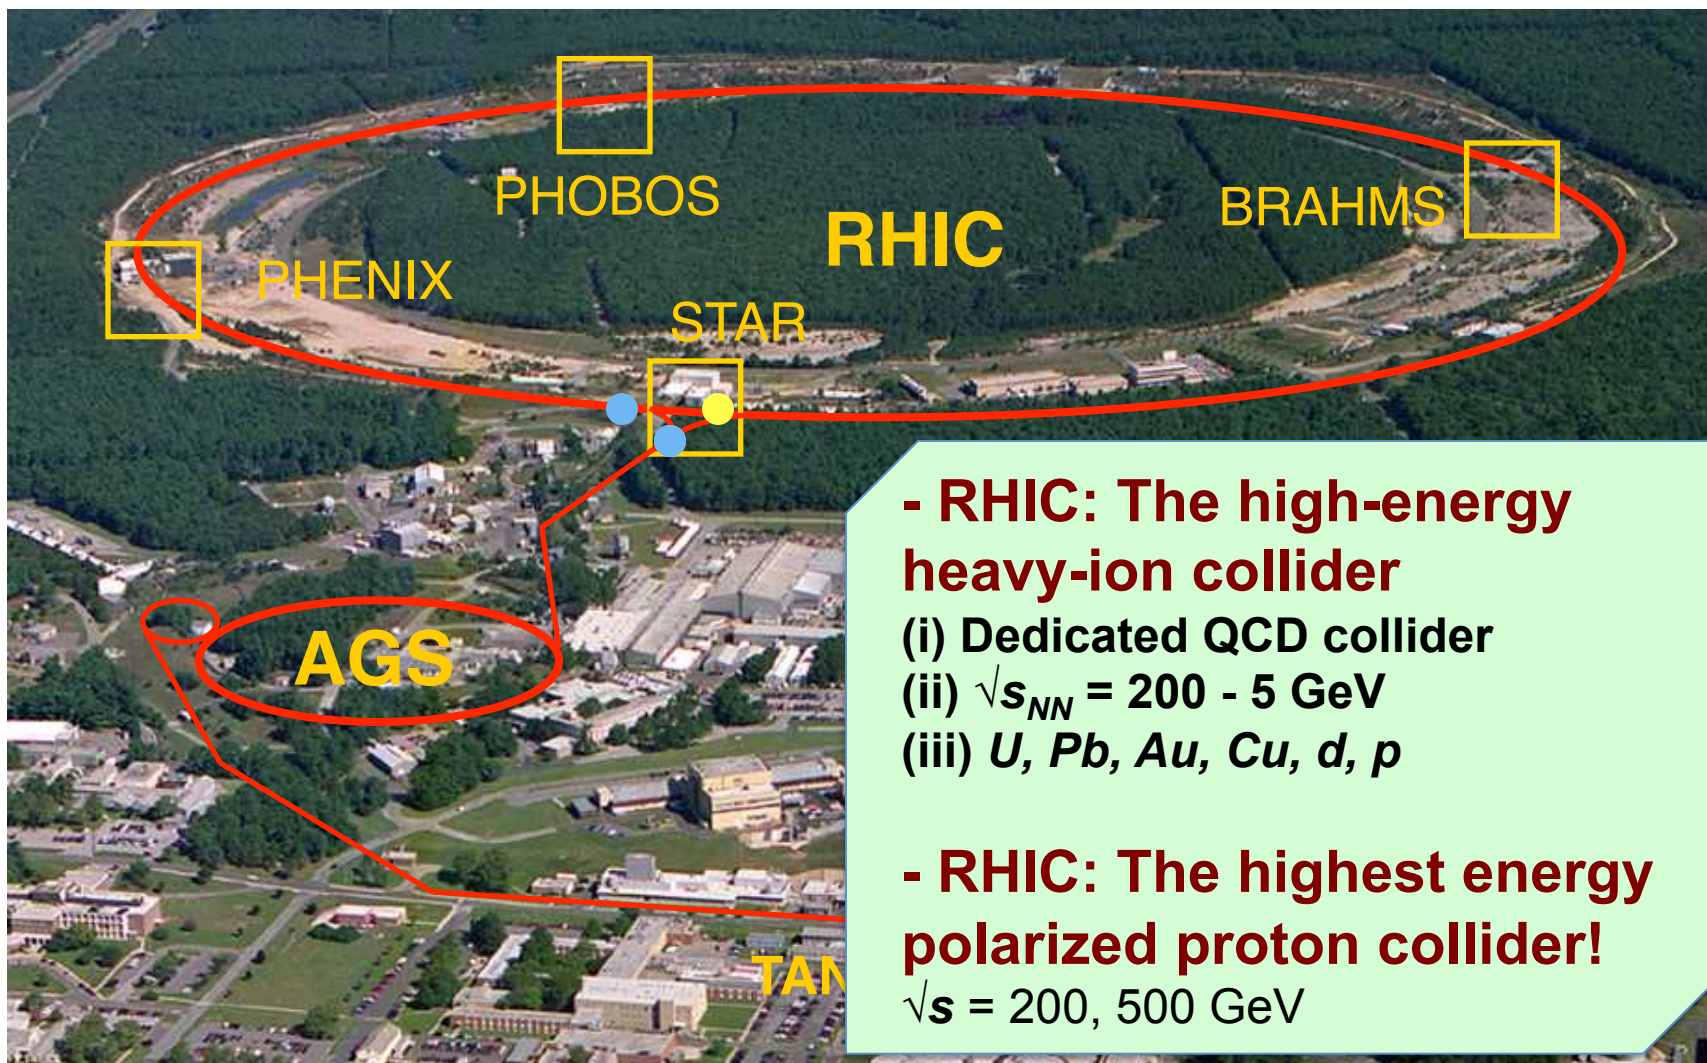 PHOBOS
BRAHMS
RHIC
PHENIX
STAR
- RHIC: The high-energy
heavy-ion collider
(i) Dedicated QCD collider
(ii) √sNN = 200 - 5 GeV
(iii) U, Pb, Au, Cu, d, p
AGS
- RHIC: The highest energy
polarized proton collider!
√s = 200, 500 GeV
TAN